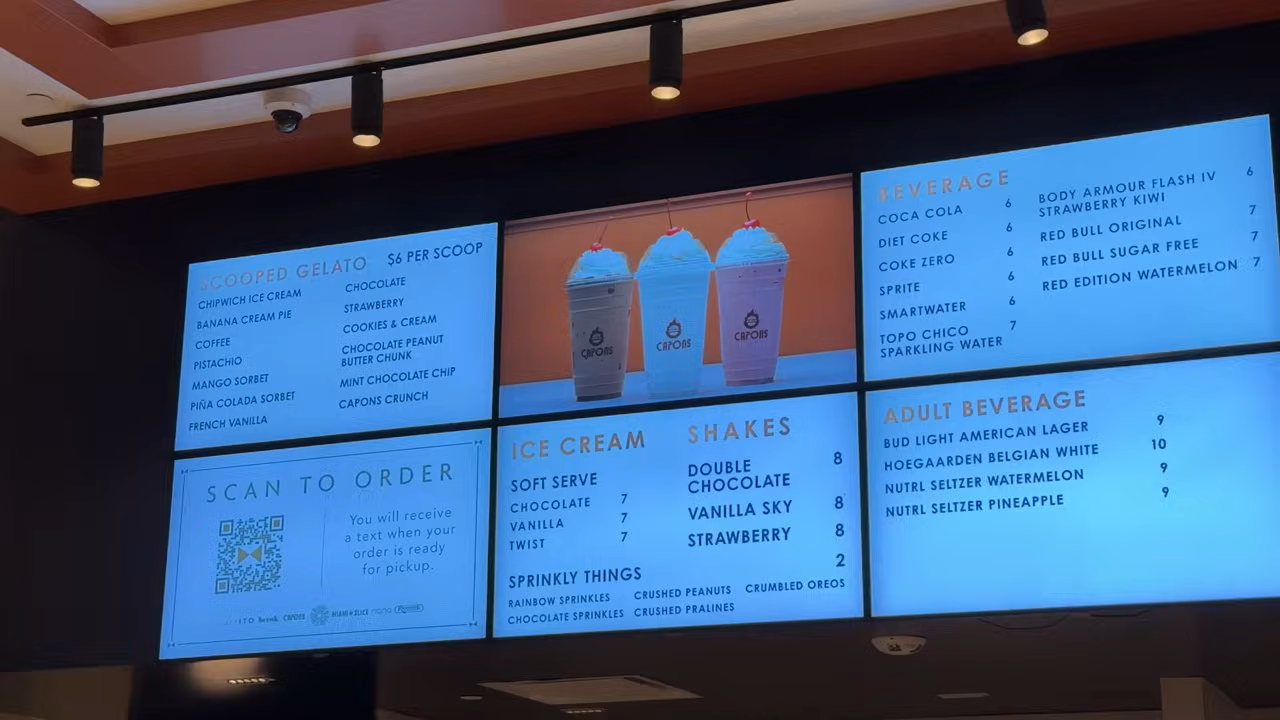 SCOOPED GELATO $6 PER SCOOP
CHIPWICH ICE CREAM
BANANA CREAM PIE
COFFEE
PISTACHIO
MANGO SORBET
PIÑA COLADA SORBET
FRENCH VANILLA
CHOCOLATE
STRAWBERRY
COOKIES & CREAM
CHOCOLATE PEANUT
BUTTER CHUNK
MINT CHOCOLATE CHIP
CAPONS CRUNCH
CAPONS
CAPONS
CAPONS
BEVERAGE
COCA COLA 6
DIET COKE 6
COKE ZERO 6
SPRITE 6
SMARTWATER 6
TOPO CHICO 7
SPARKLING WATER
BODY ARMOUR FLASH IV 6
STRAWBERRY KIWI
RED BULL ORIGINAL 7
RED BULL SUGAR FREE 7
RED EDITION WATERMELON 7
SCAN TO ORDER
You will receive
a text when your
order is ready
for pickup.
CAPONS MIAMI SLICE
ICE CREAM
SOFT SERVE
CHOCOLATE 7
VANILLA 7
TWIST 7
SHAKES
DOUBLE 8
CHOCOLATE
VANILLA SKY 8
STRAWBERRY 8
SPRINKLY THINGS 2
RAINBOW SPRINKLES CRUSHED PEANUTS CRUMBLED OREOS
CHOCOLATE SPRINKLES CRUSHED PRALINES
ADULT BEVERAGE
BUD LIGHT AMERICAN LAGER 9
HOEGAARDEN BELGIAN WHITE 10
NUTRL SELTZER WATERMELON 9
NUTRL SELTZER PINEAPPLE 9